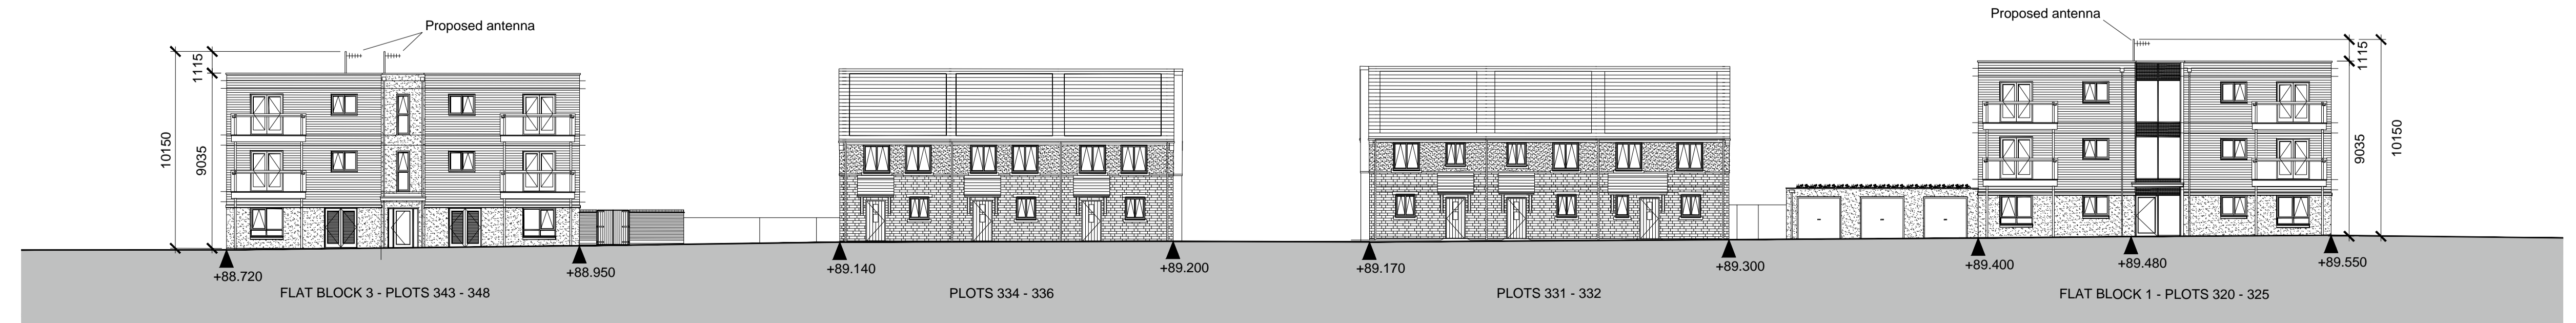 Proposed antenna
Proposed antenna
1115
10150
9035
1115
9035
10150
+88.720
+88.950
+89.140
+89.200
+89.170
+89.300
+89.400
+89.480
+89.550
FLAT BLOCK 3 - PLOTS 343 - 348
PLOTS 334 - 336
PLOTS 331 - 332
FLAT BLOCK 1 - PLOTS 320 - 325